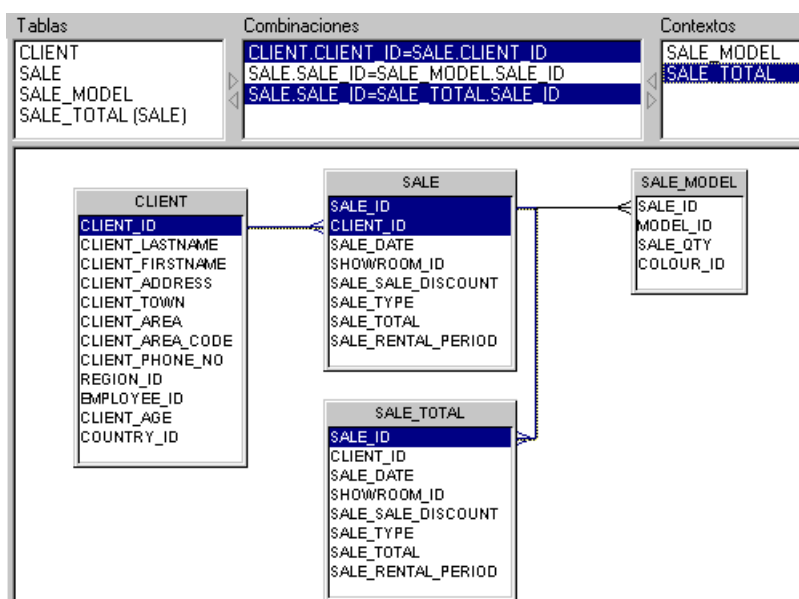 Tablas
Combinaciones
Contextos
CLIENT
SALE
SALE_MODEL
SALE_TOTAL (SALE)
CLIENT.CLIENT_ID=SALE.CLIENT_ID
SALE.SALE_ID=SALE_MODEL.SALE_ID
SALE.SALE_ID=SALE_TOTAL.SALE_ID
SALE_MODEL
SALE_TOTAL
CLIENT
CLIENT_ID
CLIENT_LASTNAME
CLIENT_FIRSTNAME
CLIENT_ADDRESS
CLIENT_TOWN
CLIENT_AREA
CLIENT_AREA_CODE
CLIENT_PHONE_NO
REGION_ID
EMPLOYEE_ID
CLIENT_AGE
COUNTRY_ID
SALE
SALE_ID
CLIENT_ID
SALE_DATE
SHOWROOM_ID
SALE_SALE_DISCOUNT
SALE_TYPE
SALE_TOTAL
SALE_RENTAL_PERIOD
SALE_MODEL
SALE_ID
MODEL_ID
SALE_QTY
COLOUR_ID
SALE_TOTAL
SALE_ID
CLIENT_ID
SALE_DATE
SHOWROOM_ID
SALE_SALE_DISCOUNT
SALE_TYPE
SALE_TOTAL
SALE_RENTAL_PERIOD